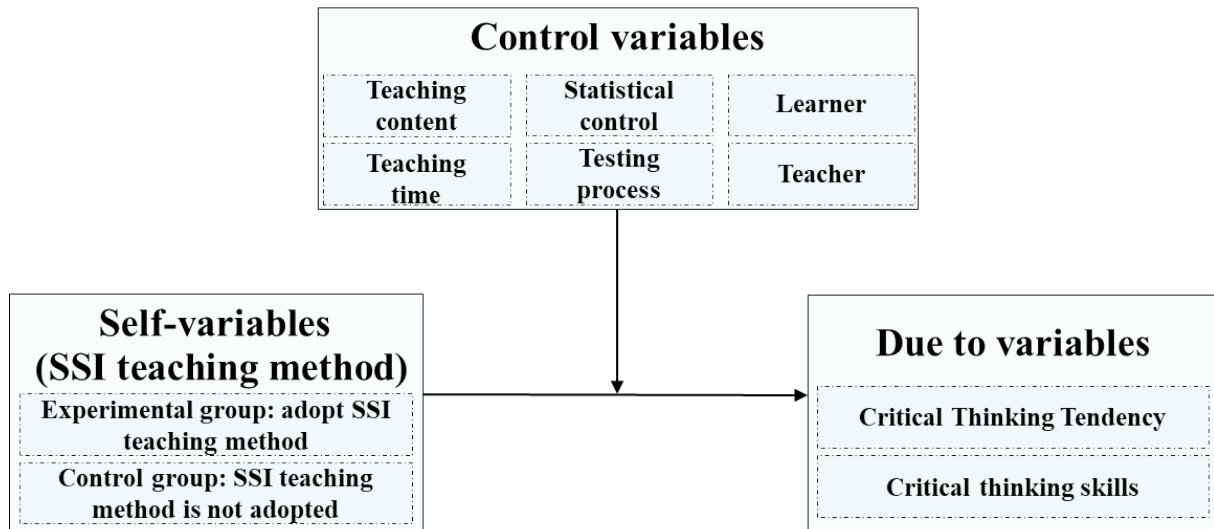 Control variables
Teaching
content
Statistical
control
Learner
Teaching
time
Testing
process
Teacher
Self-variables
(SSI teaching method)
Experimental group: adopt SSI
teaching method
Control group: SSI teaching
method is not adopted
Due to variables
Critical Thinking Tendency
Critical thinking skills